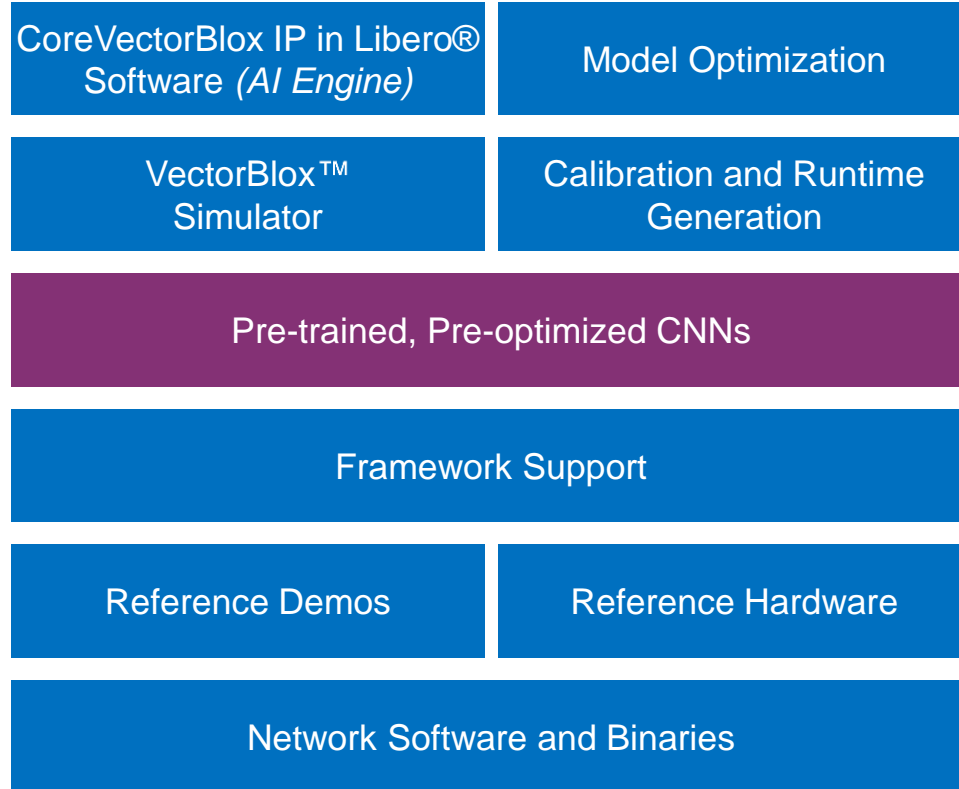 CoreVectorBlox IP in Libero®
Software (AI Engine)
Model Optimization
VectorBlox™
Simulator
Calibration and Runtime
Generation
Pre-trained, Pre-optimized CNNs
Framework Support
Reference Demos
Reference Hardware
Network Software and Binaries